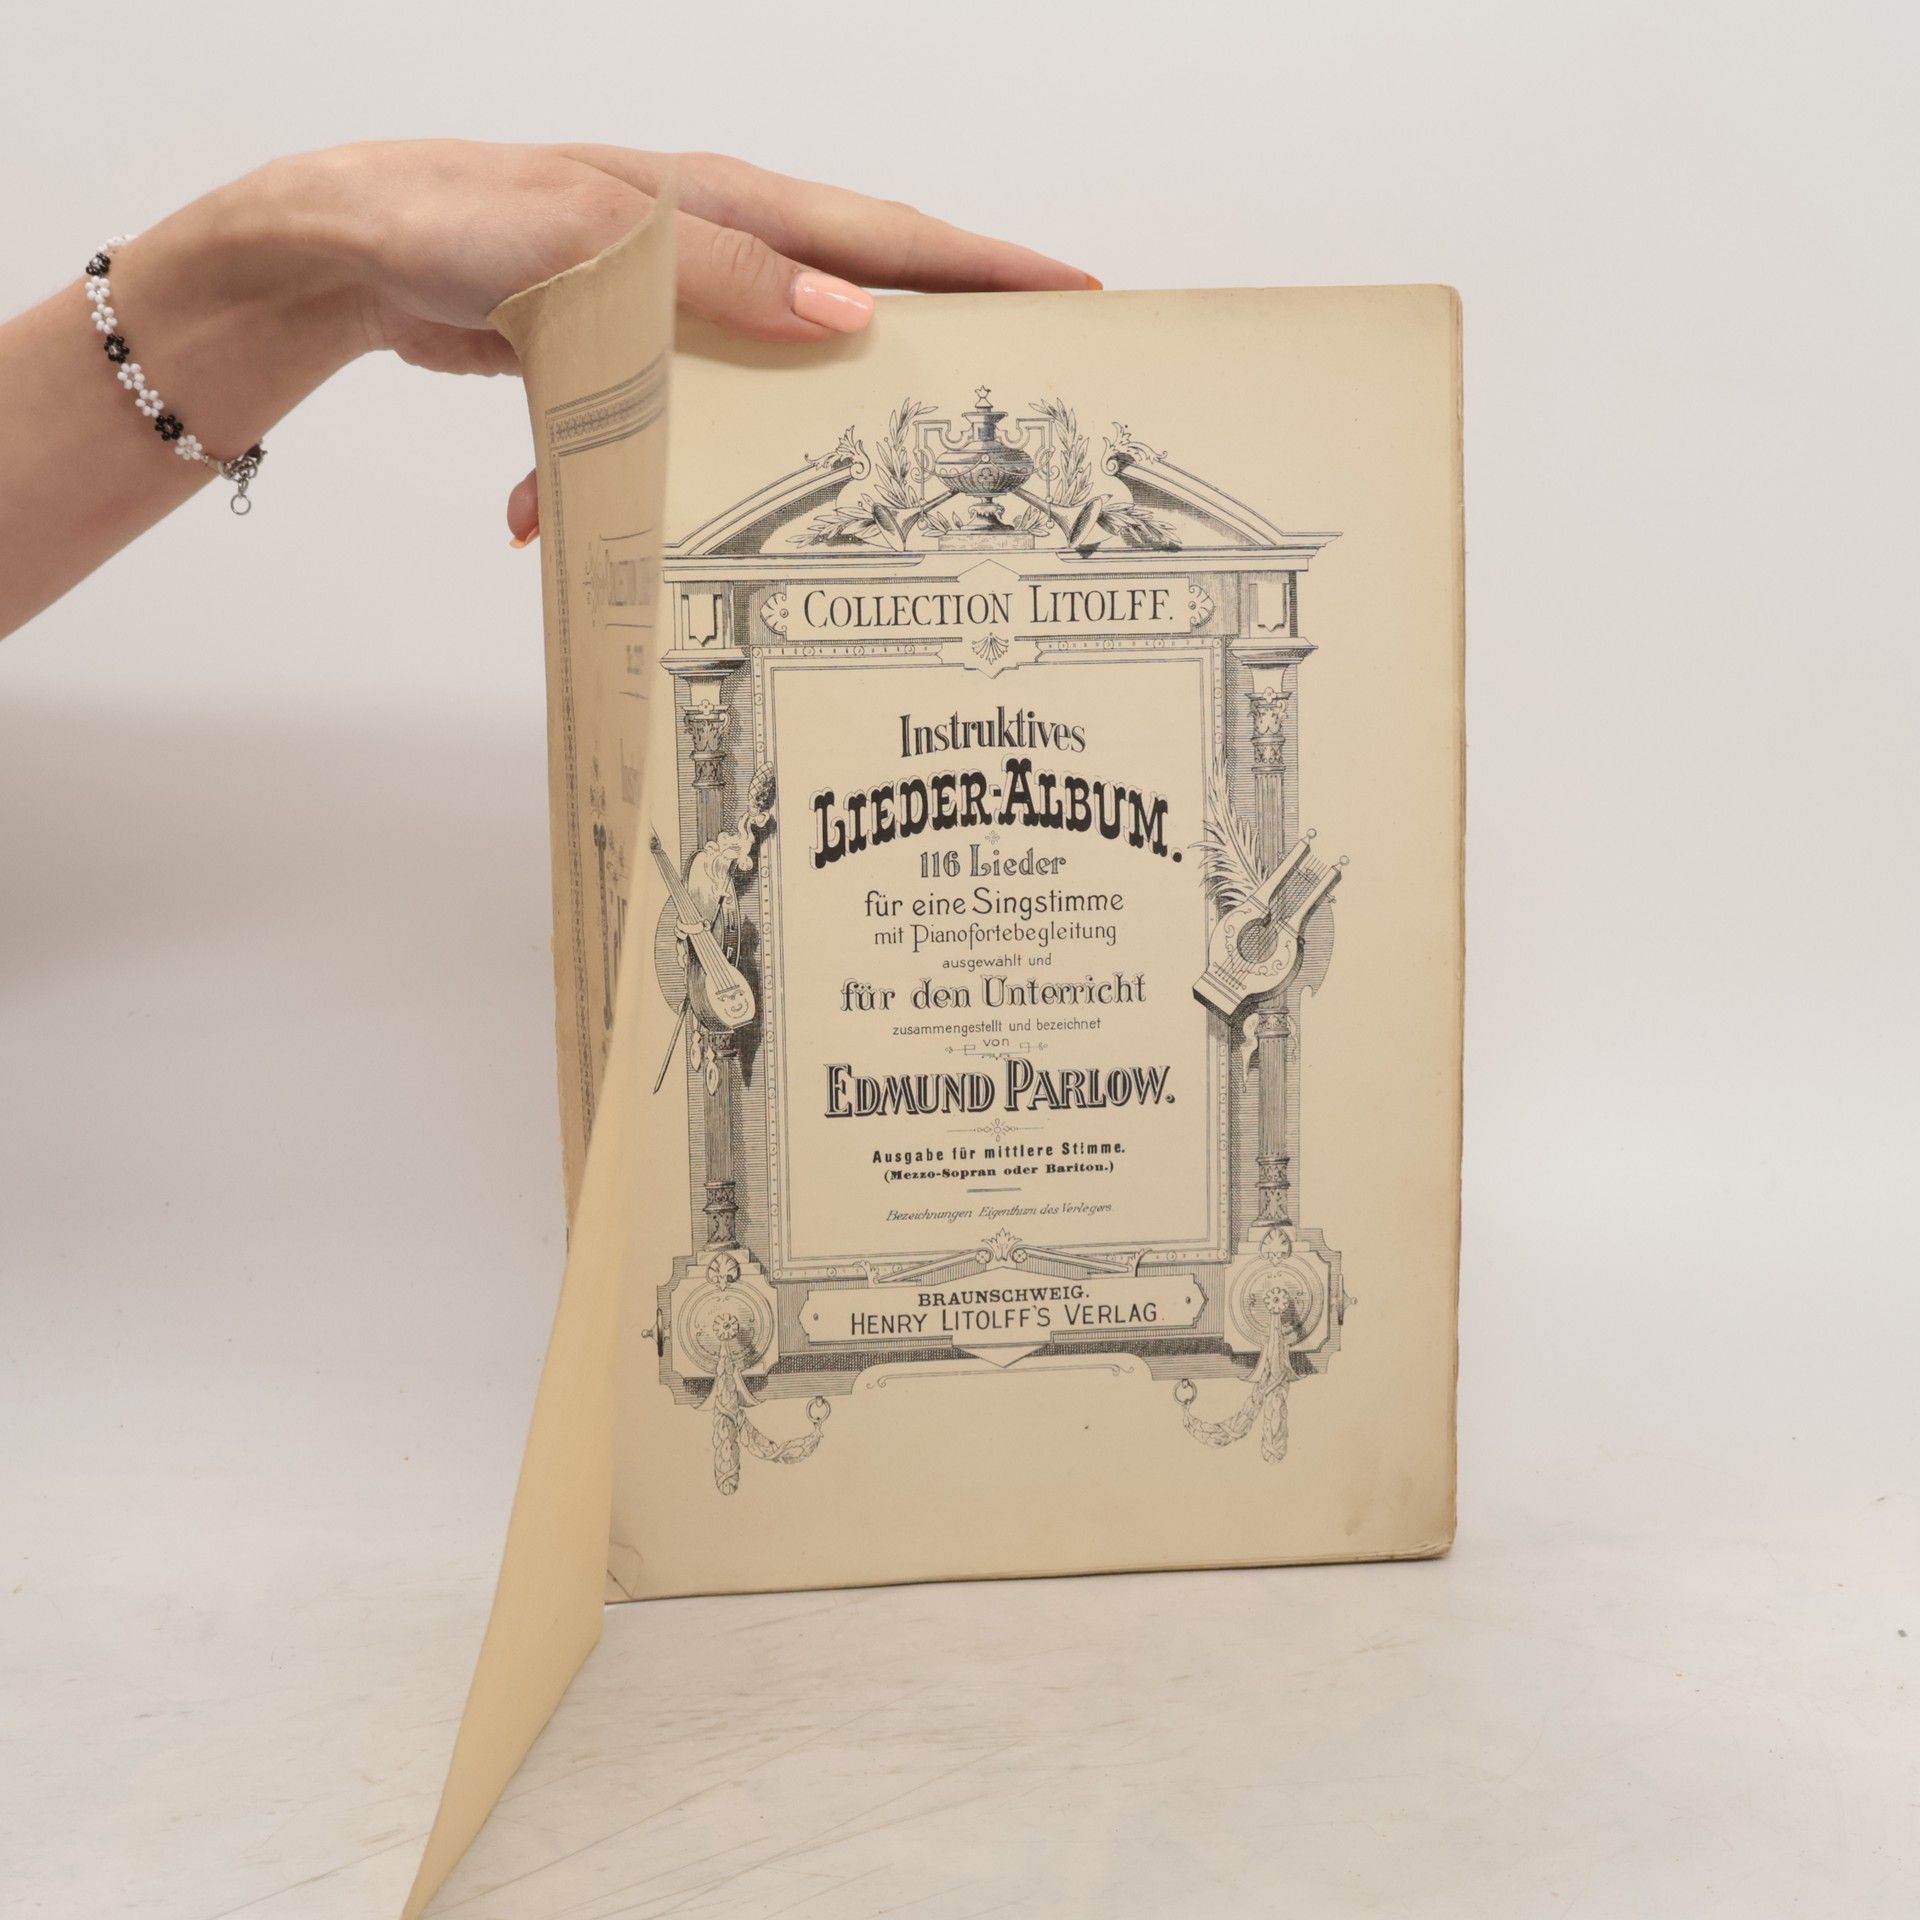 COLLECTION LITOLFF.
Instruktives
LIEDER-ALBUM.
116 Lieder
für eine Singstimme
mit Pianofortebegleitung
ausgewählt und
für den Unterricht
zusammengestellt und bezeichnet
von
EDMUND PARLOW.
Ausgabe für mittlere Stimme.
(Mezzo-Sopran oder Bariton.)
Bezeichnungen Eigenthum des Verlegers.
BRAUNSCHWEIG.
HENRY LITOLFF'S VERLAG.